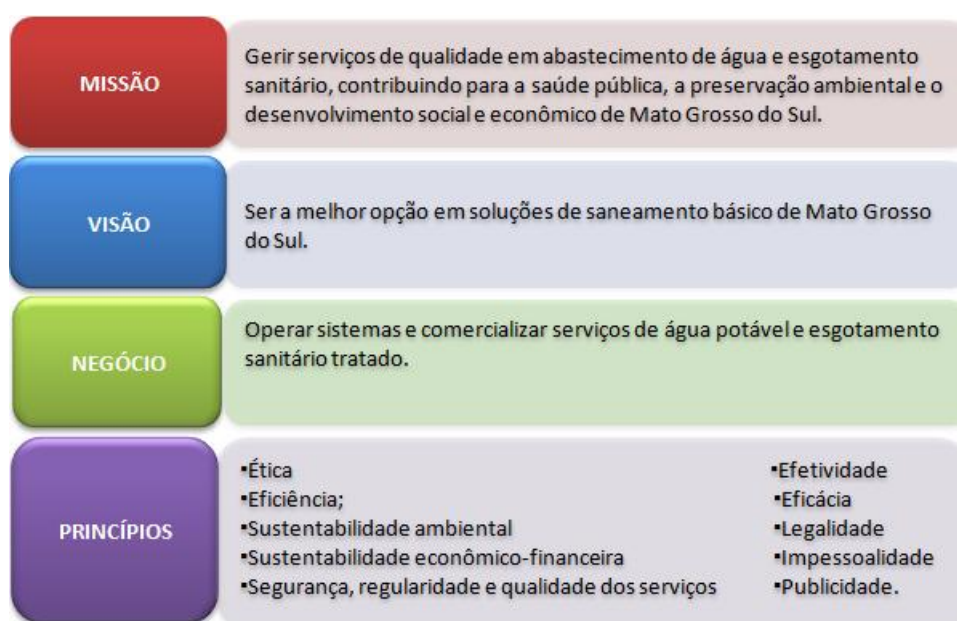 MISSÃO
Gerir serviços de qualidade em abastecimento de água e esgotamento
sanitário, contribuindo para a saúde pública, a preservação ambiental e o
desenvolvimento social e econômico de Mato Grosso do Sul.
VISÃO
Ser a melhor opção em soluções de saneamento básico de Mato Grosso
do Sul.
NEGÓCIO
Operar sistemas e comercializar serviços de água potável e esgotamento
sanitário tratado.
PRINCÍPIOS
▪Ética
▪Eficiência;
▪Sustentabilidade ambiental
▪Sustentabilidade econômico-financeira
▪Segurança, regularidade e qualidade dos serviços
▪Efetividade
▪Eficácia
▪Legalidade
▪Impessoalidade
▪Publicidade.